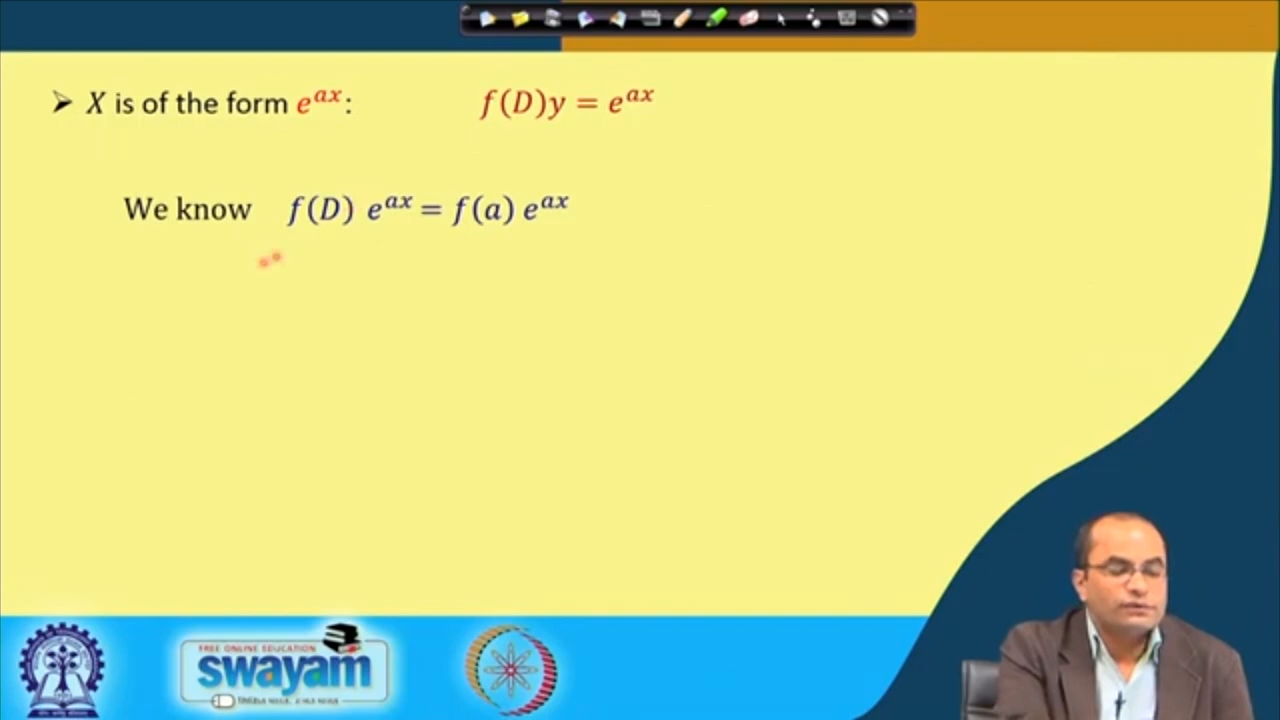 ➤ X is of the form e^{ax}: f(D)y = e^{ax}
We know f(D) e^{ax} = f(a) e^{ax}
FREE ONLINE EDUCATION
swayam